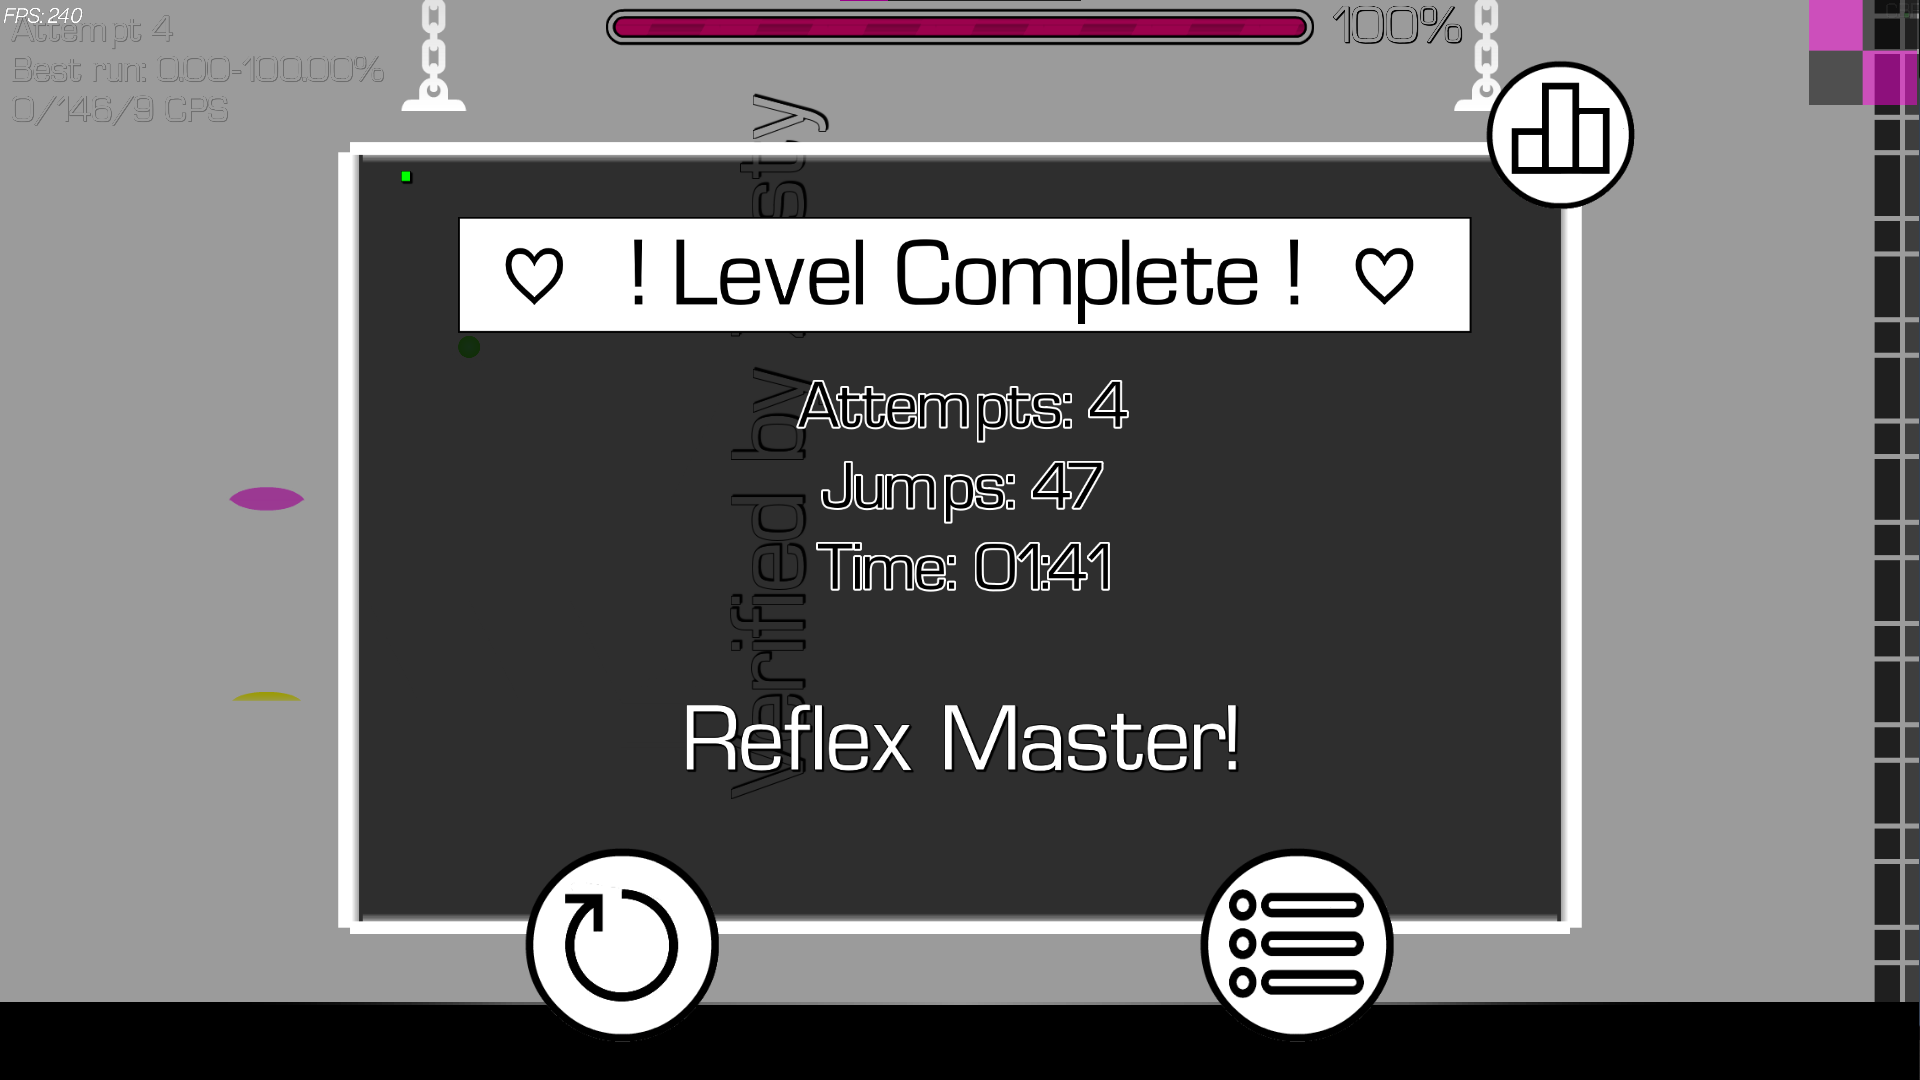 FPS: 240
Attempt 4
Best run: 0.00-100.00%
0/146/9 CPS
100%
! Level Complete !
Attempts: 4
Jumps: 47
Time: 01:41
Verified by
Reflex Master!